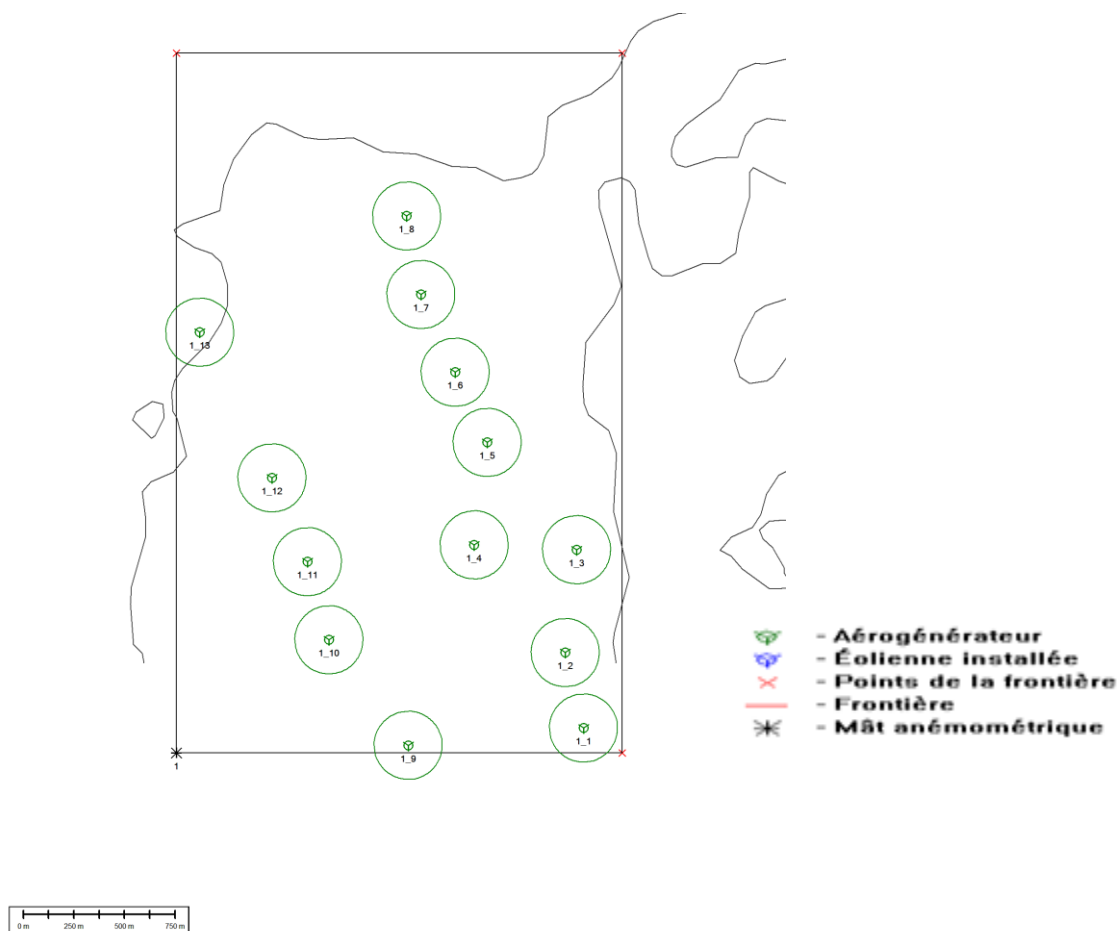 1_8
1_7
1_13
1_6
1_5
1_12
1_4
1_3
1_11
1_10
1_2
1_1
1_9
1
- Aérogénérateur
- Éolienne installée
- Points de la frontière
- Frontière
- Mât anémométrique
0 m 250 m 500 m 750 m